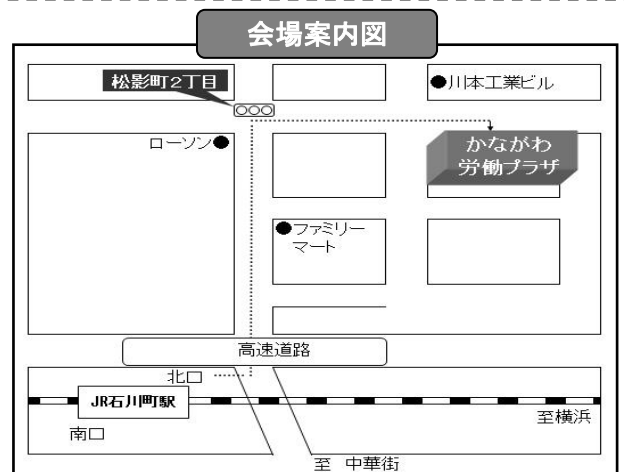 会場案内図
松影町2丁目
●川本工業ビル
ローソン●
かながわ
労働プラザ
●ファミリー
マート
高速道路
北口
JR石川町駅
至横浜
南口
至 中華街